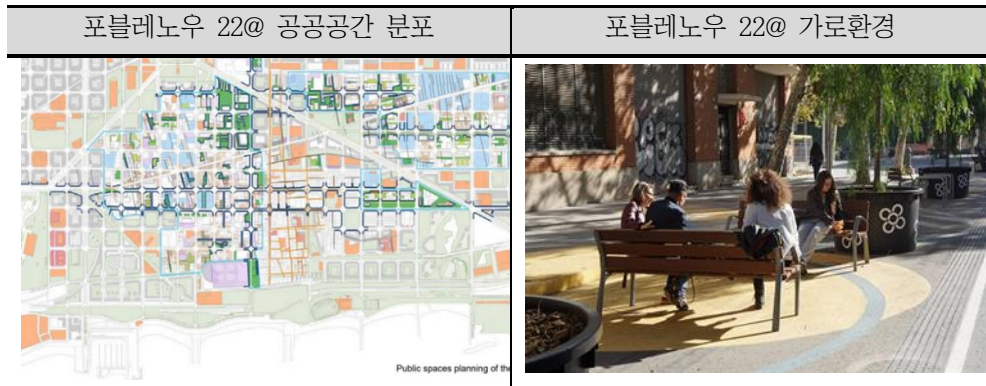 포블레노우 22@ 공공공간 분포
포블레노우 22@ 가로환경
Public spaces planning of the